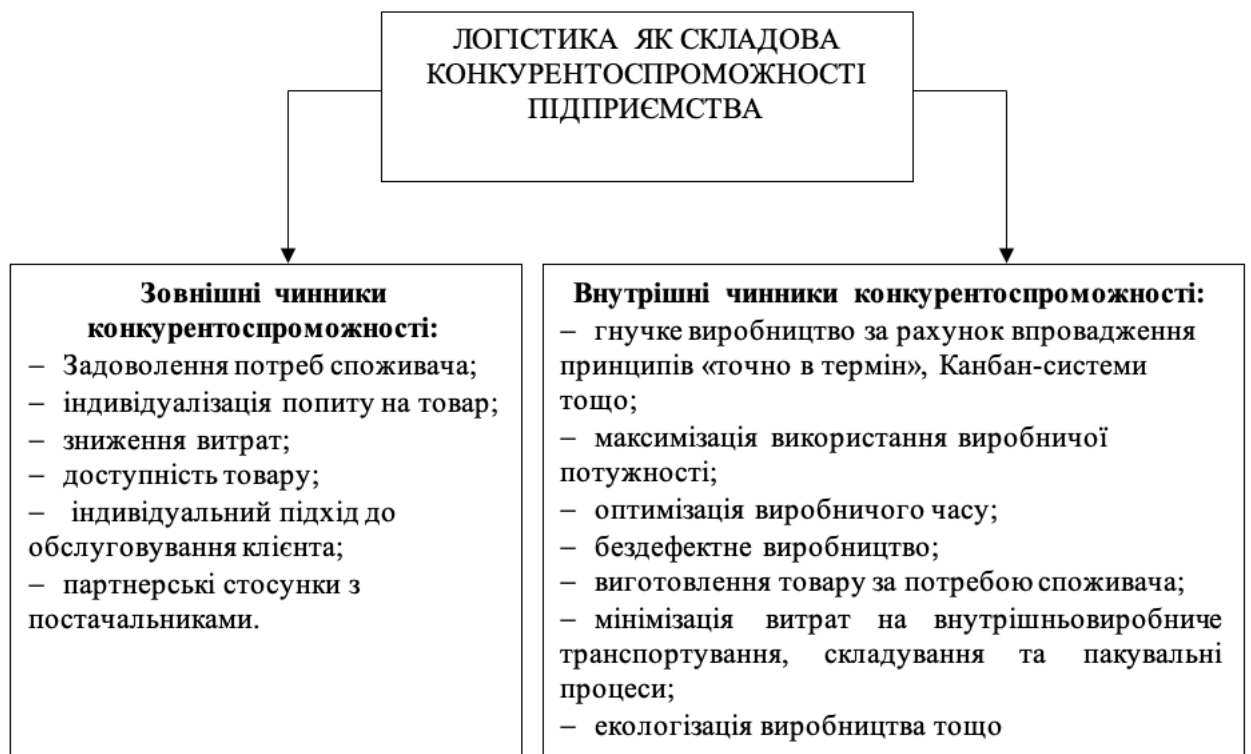 ЛОГІСТИКА ЯК СКЛАДОВА
КОНКУРЕНТОСПРОМОЖНОСТІ
ПІДПРИЄМСТВА
Зовнішні чинники
конкурентоспроможності:
– Задоволення потреб споживача;
– індивідуалізація попиту на товар;
– зниження витрат;
– доступність товару;
– індивідуальний підхід до
обслуговування клієнта;
– партнерські стосунки з
постачальниками.
Внутрішні чинники конкурентоспроможності:
– гнучке виробництво за рахунок впровадження
принципів «точно в термін», Канбан-системи
тощо;
– максимізація використання виробничої
потужності;
– оптимізація виробничого часу;
– бездефектне виробництво;
– виготовлення товару за потребою споживача;
– мінімізація витрат на внутрішньовиробниче
транспортування, складування та пакувальні
процеси;
– екологізація виробництва тощо